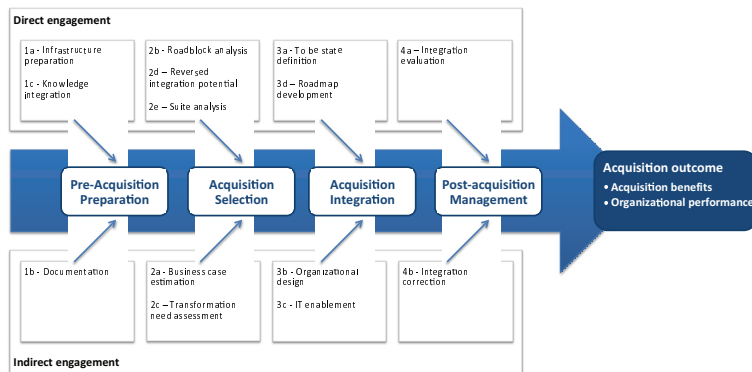 Direct engagement
1a - Infrastructure
preparation
1c - Knowledge
integration
2b - Roadblock analysis
2d – Reversed
integration potential
2e – Suite analysis
3a - To be state
definition
3d – Roadmap
development
4a – Integration
evaluation
Pre-Acquisition
Preparation
Acquisition
Selection
Acquisition
Integration
Post-acquisition
Management
Acquisition outcome
• Acquisition benefits
• Organizational performance
1b - Documentation
2a - Business case
estimation
2c – Transformation
need assessment
3b - Organizational
design
3c - IT enablement
4b - Integration
correction
Indirect engagement